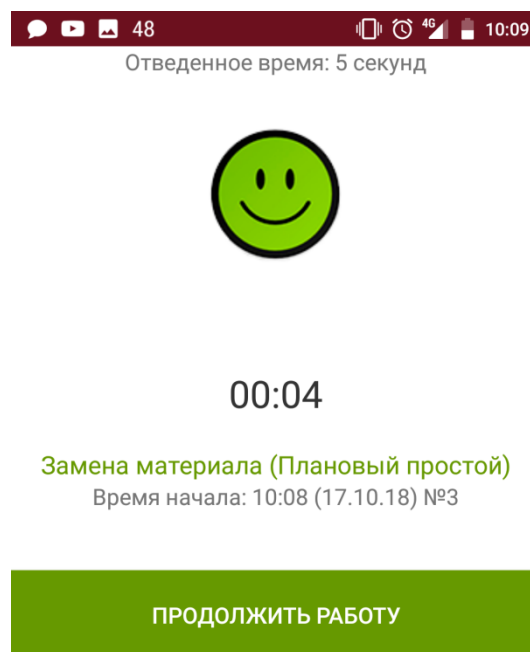 48 4G 10:09
Отведенное время: 5 секунд
00:04
Замена материала (Плановый простой)
Время начала: 10:08 (17.10.18) №3
ПРОДОЛЖИТЬ РАБОТУ